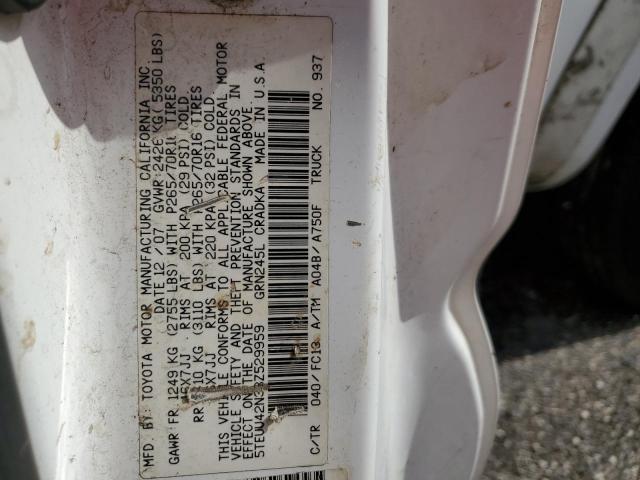 MFD. BY: TOYOTA MOTOR MANUFACTURING CALIFORNIA INC.
DATE 12 / 07 GVWR: 2426 KG( 5350 LBS)
GAWR FR. 1249 KG (2755 LBS) WITH P265/70R16 TIRES
RIMS AT 200 KPA (29 PSI) COLD
RR. KG (3110 LBS) WITH P265/70R16 TIRES
RIMS AT 220 KPA (32 PSI) COLD.
THIS VEHICLE CONFORMS TO ALL APPLICABLE FEDERAL MOTOR
VEHICLE SAFETY AND THEFT PREVENTION STANDARDS IN
EFFECT ON THE DATE OF MANUFACTURE SHOWN ABOVE.
GRN245L CRADKA MADE IN U.S.A.
C/TR 040/FC13 A/TM A04B/A750F TRUCK NO. 937